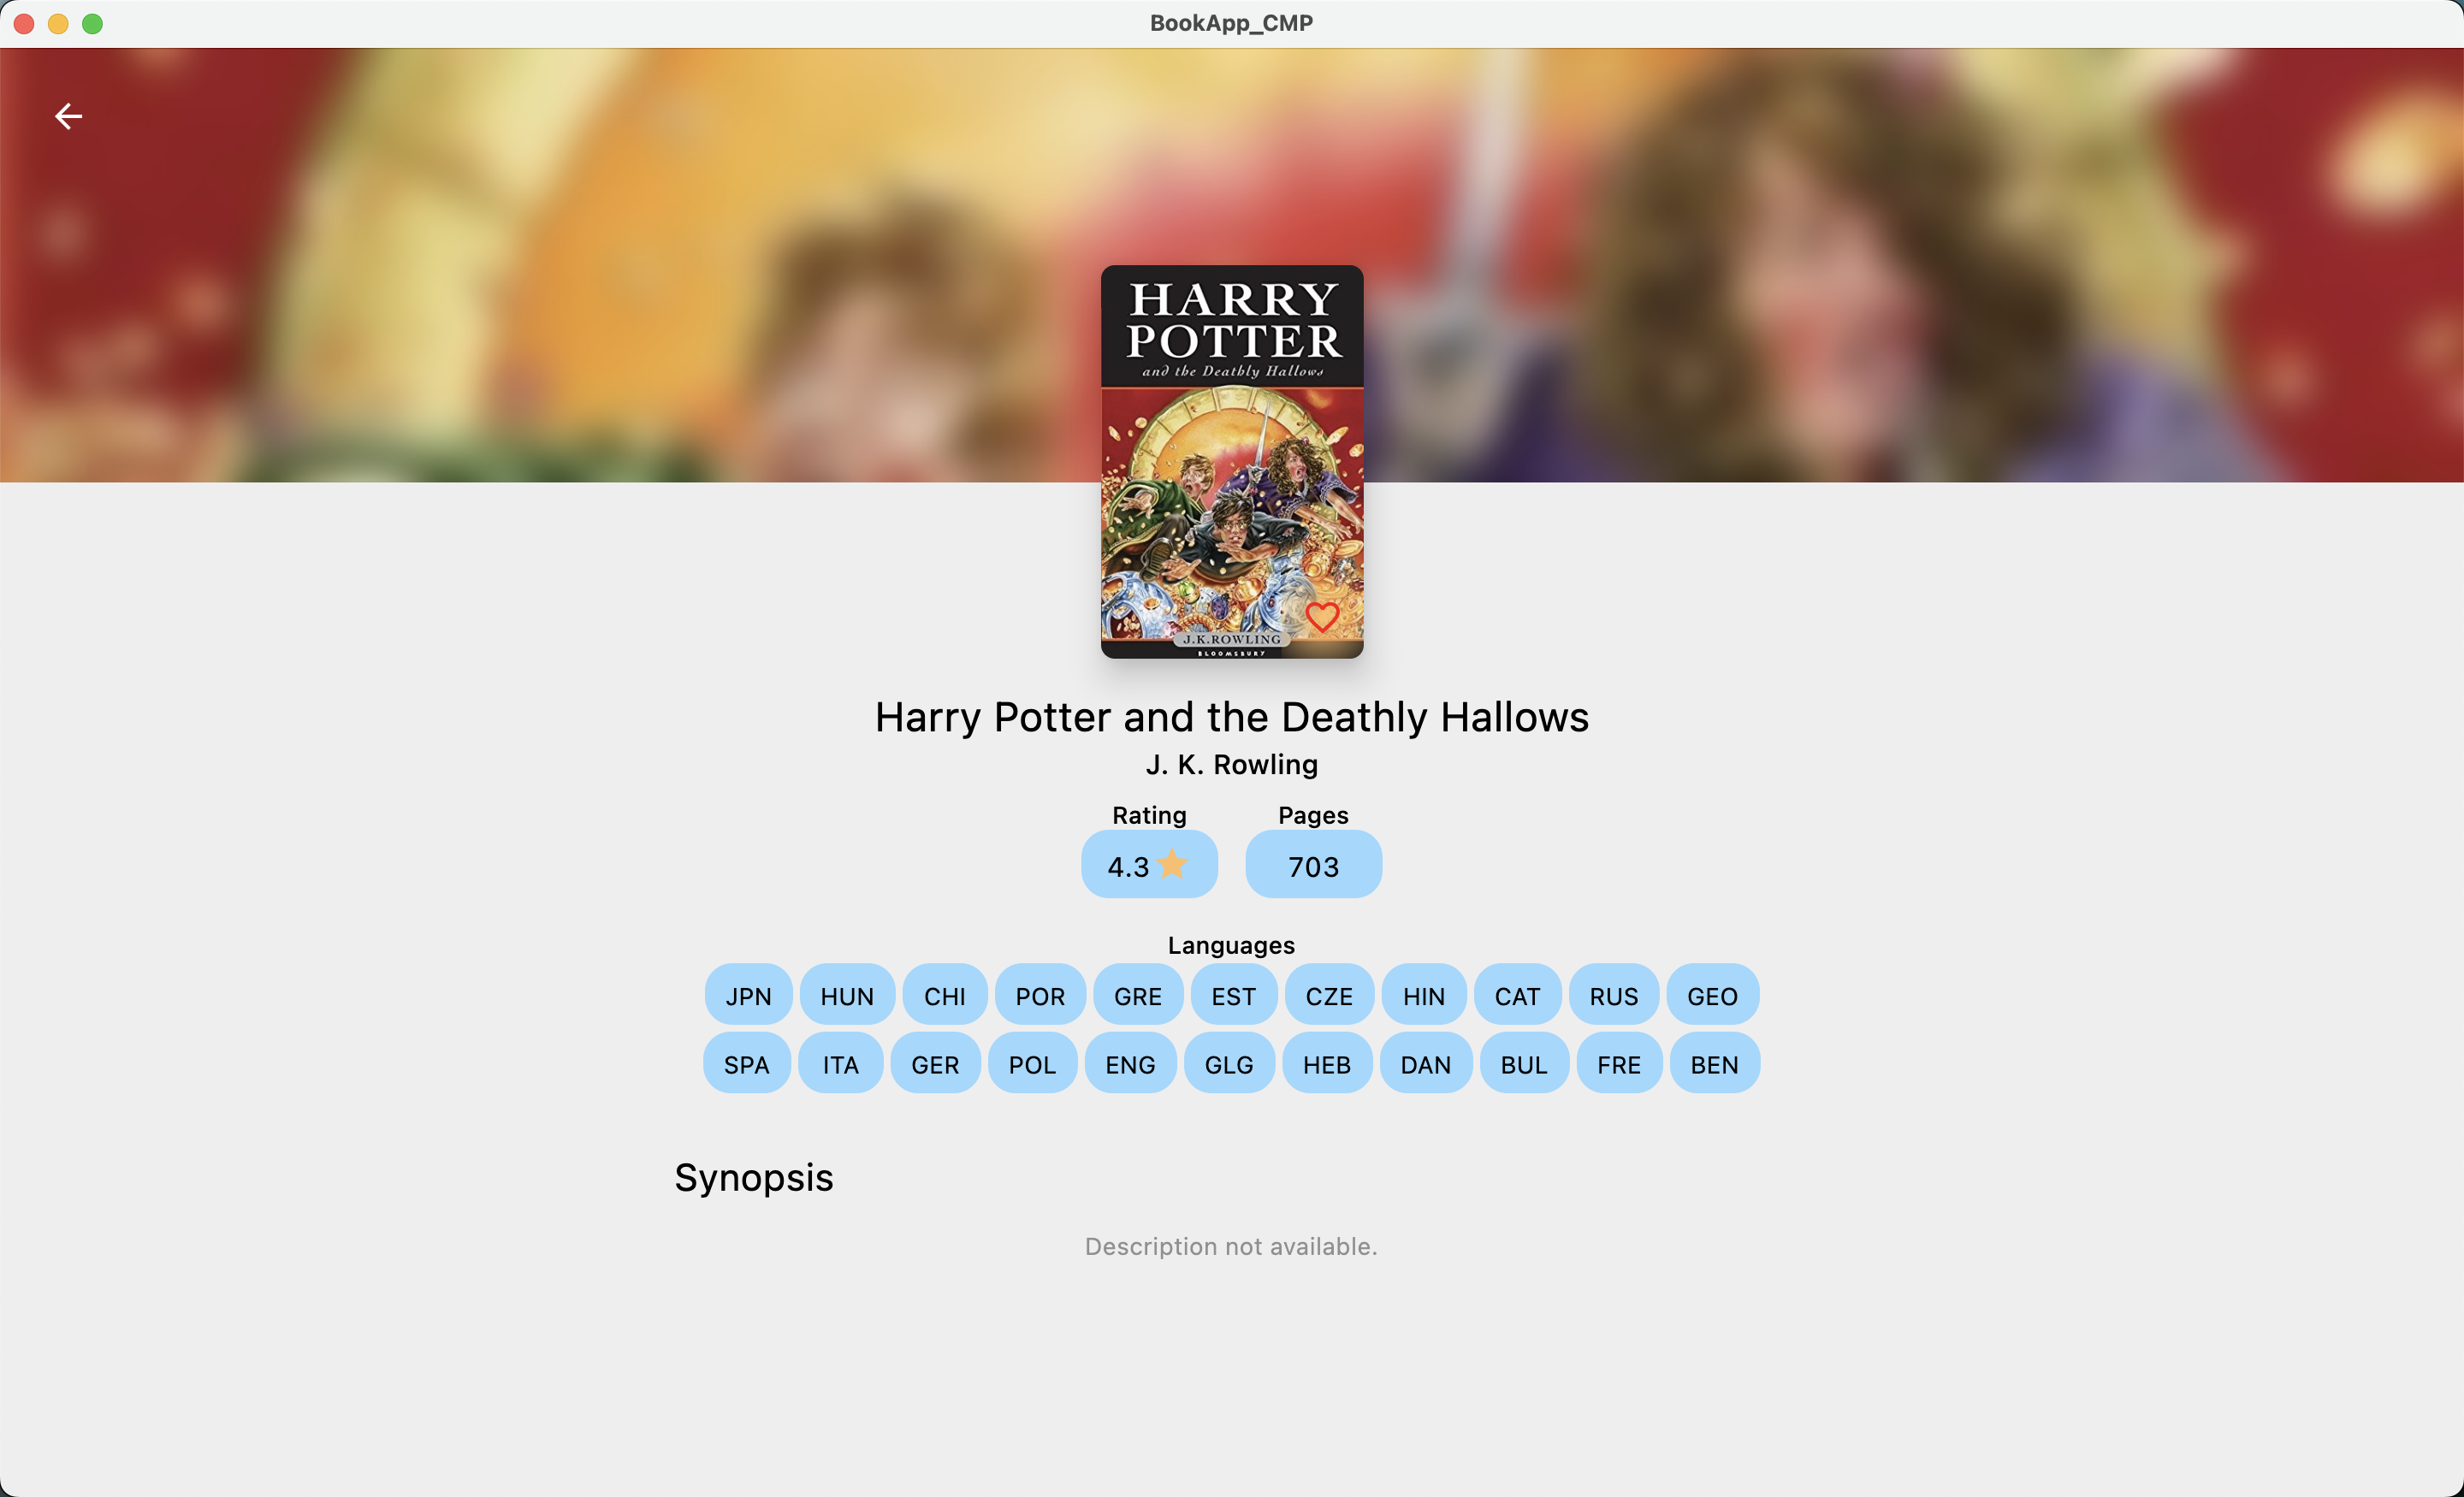 BookApp_CMP
HARRY
POTTER
and the Deathly Hallows
J.K.ROWLING
BLOOMSBURY
Harry Potter and the Deathly Hallows
J. K. Rowling
Rating Pages
4.3 703
Languages
JPN HUN CHI POR GRE EST CZE HIN CAT RUS GEO
SPA ITA GER POL ENG GLG HEB DAN BUL FRE BEN
Synopsis
Description not available.